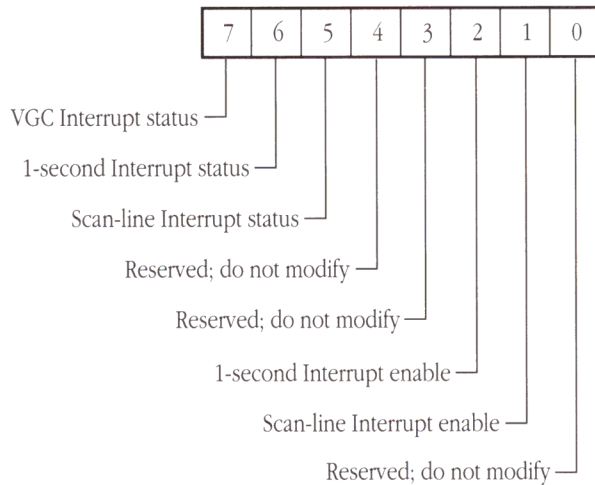 7 6 5 4 3 2 1 0
VGC Interrupt status
1-second Interrupt status
Scan-line Interrupt status
Reserved; do not modify
Reserved; do not modify
1-second Interrupt enable
Scan-line Interrupt enable
Reserved; do not modify